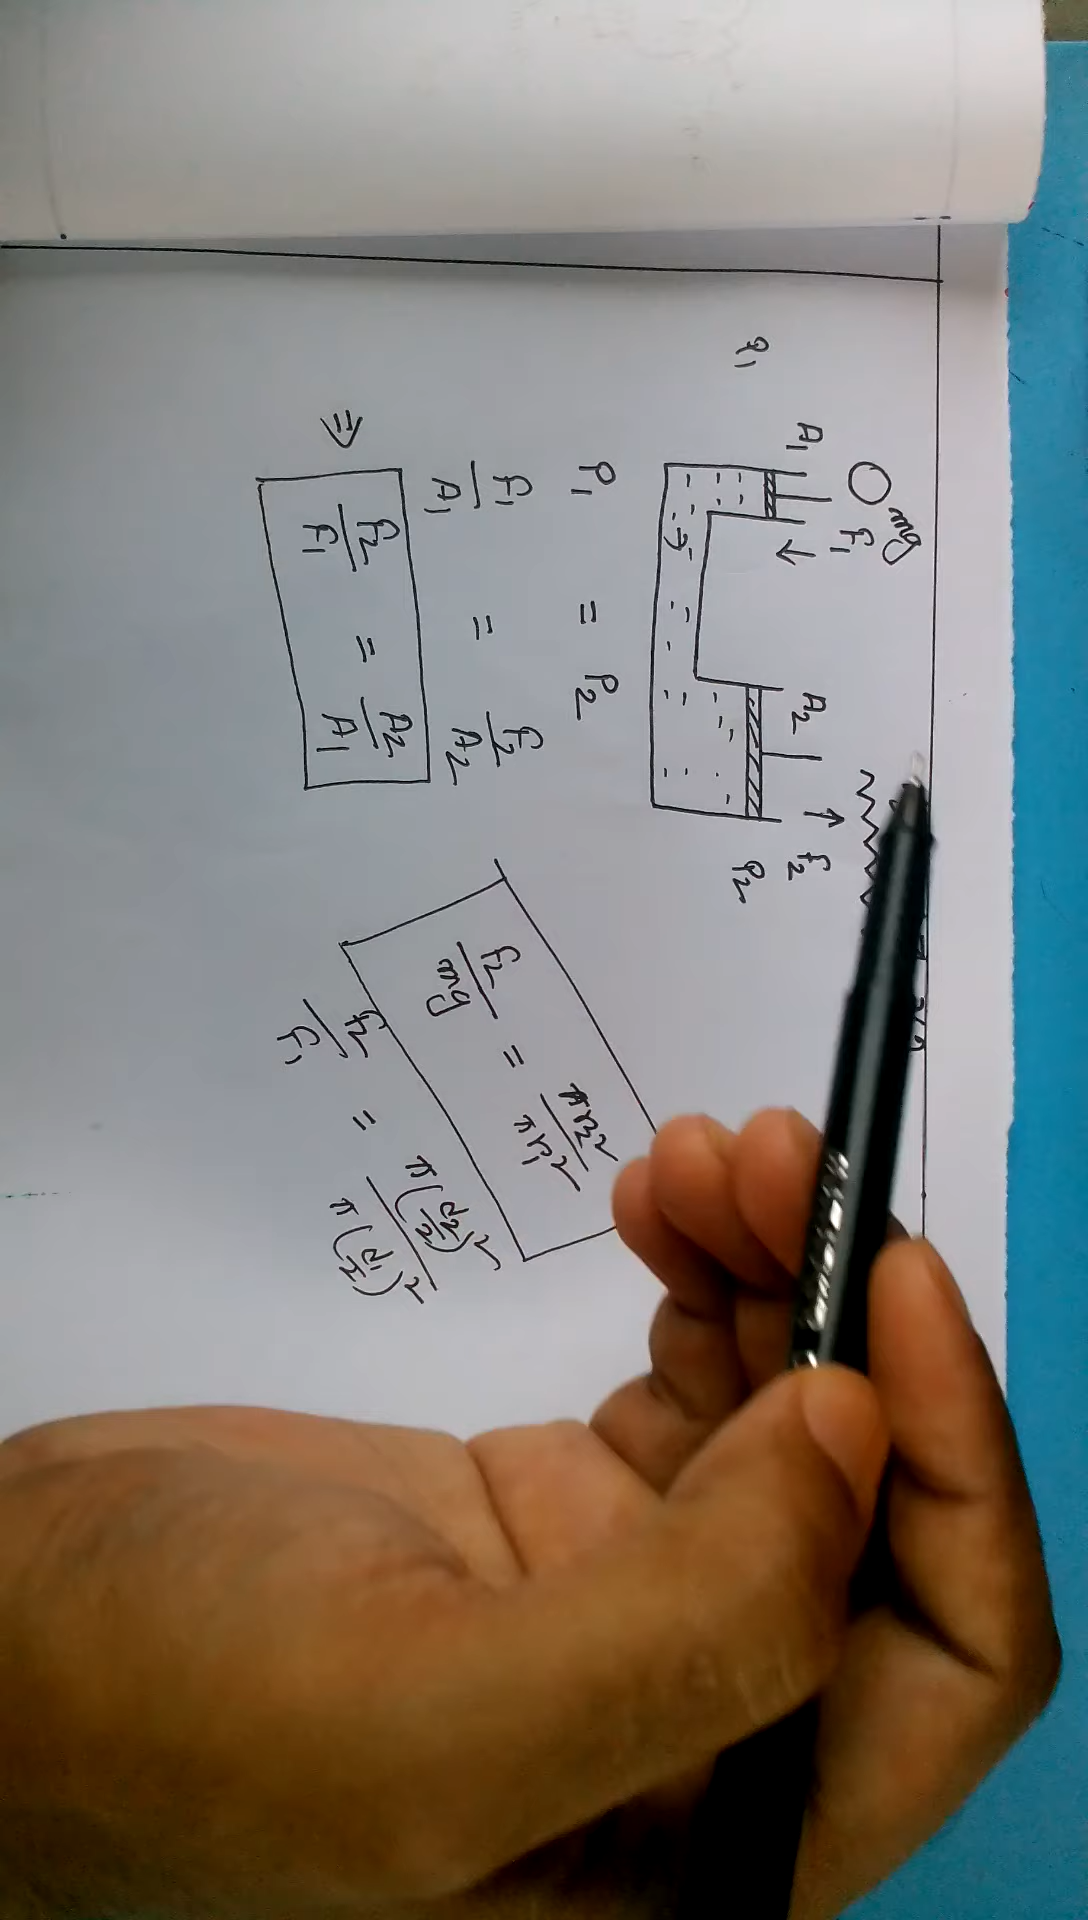 mg
F1
A1
A2
F2
P1
P2
P1 = P2
F1/A1 = F2/A2
⇒ F2/F1 = A2/A1
F2/mg = πr2²/πr1²
F2/F1 = π(d2/2)²/π(d1/2)²